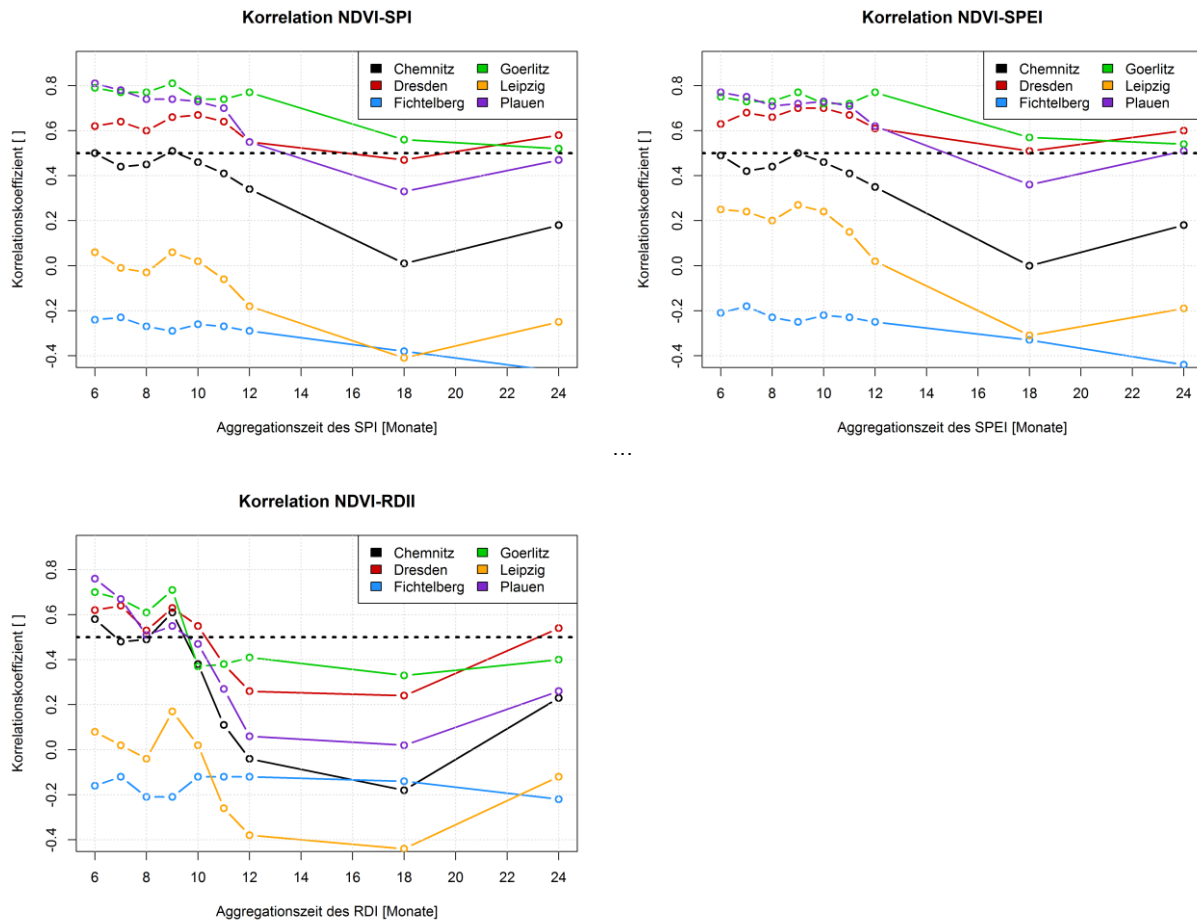 Korrelation NDVI-SPI
Korrelationskoeffizient [ ]
0.8
0.6
0.4
0.2
0.0
-0.2
-0.4
Chemnitz Goerlitz
Dresden Leipzig
Fichtelberg Plauen
6 8 10 12 14 16 18 20 22 24
Aggregationszeit des SPI [Monate]
Korrelation NDVI-SPEI
Korrelationskoeffizient [ ]
0.8
0.6
0.4
0.2
0.0
-0.2
-0.4
Chemnitz Goerlitz
Dresden Leipzig
Fichtelberg Plauen
6 8 10 12 14 16 18 20 22 24
Aggregationszeit des SPEI [Monate]
...
Korrelation NDVI-RDII
Korrelationskoeffizient [ ]
0.8
0.6
0.4
0.2
0.0
-0.2
-0.4
Chemnitz Goerlitz
Dresden Leipzig
Fichtelberg Plauen
6 8 10 12 14 16 18 20 22 24
Aggregationszeit des RDI [Monate]